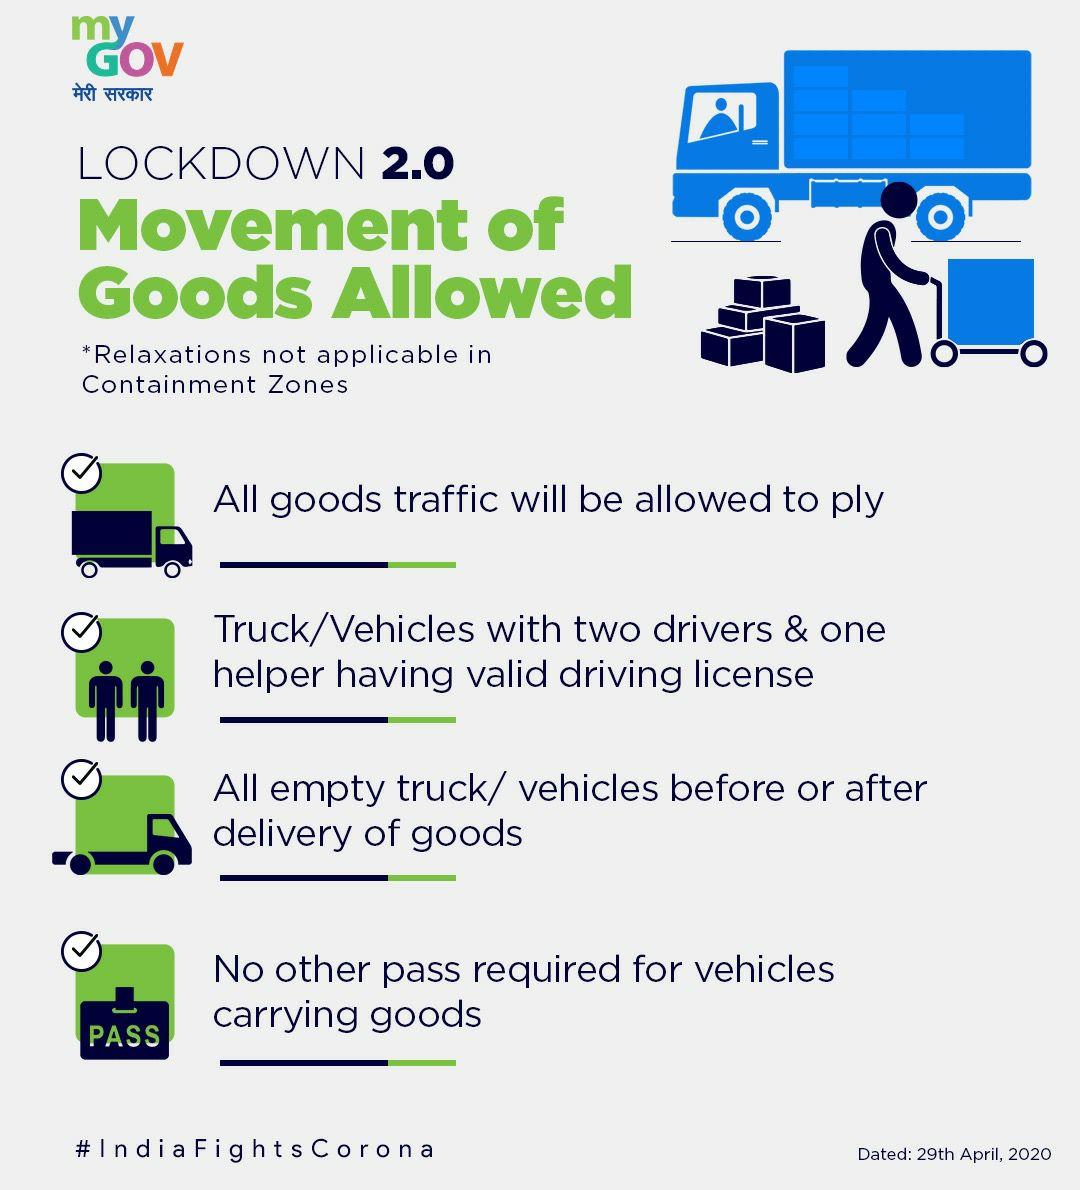 my
GOV
मेरी सरकार
LOCKDOWN 2.0
Movement of
Goods Allowed
*Relaxations not applicable in
Containment Zones
All goods traffic will be allowed to ply
Truck/Vehicles with two drivers & one
helper having valid driving license
All empty truck/ vehicles before or after
delivery of goods
PASS
No other pass required for vehicles
carrying goods
#IndiaFightsCorona
Dated: 29th April, 2020